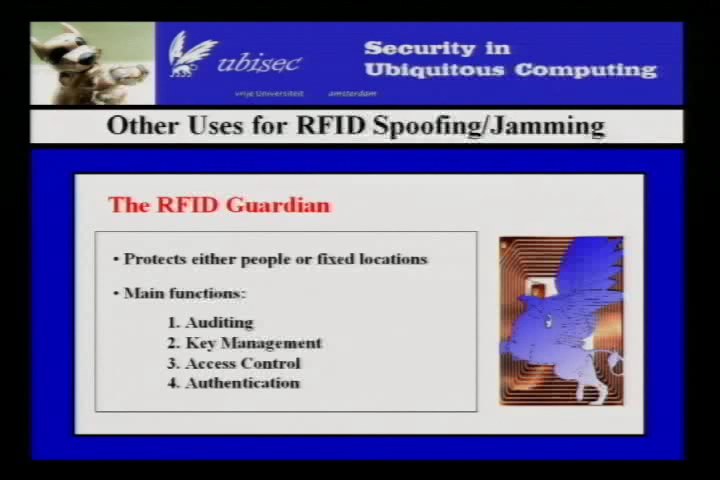 ubisec
Security in
Ubiquitous Computing
vrije Universiteit amsterdam
Other Uses for RFID Spoofing/Jamming
The RFID Guardian
• Protects either people or fixed locations
• Main functions:
1. Auditing
2. Key Management
3. Access Control
4. Authentication